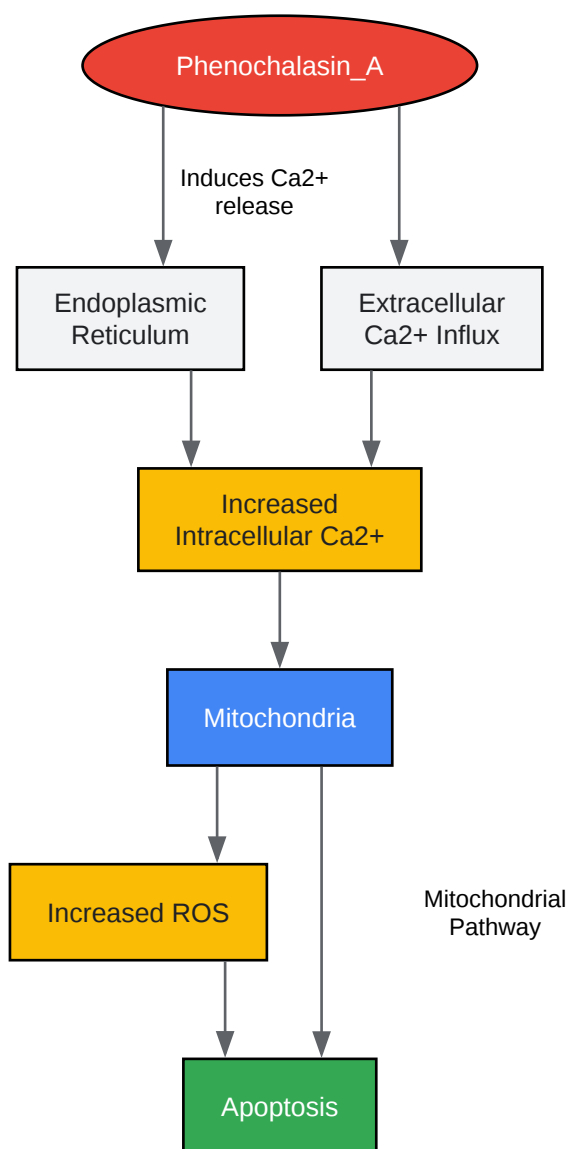 Phenochalasin_A
Induces Ca2+
release
Endoplasmic
Reticulum
Extracellular
Ca2+ Influx
Increased
Intracellular Ca2+
Mitochondria
Increased ROS
Mitochondrial
Pathway
Apoptosis